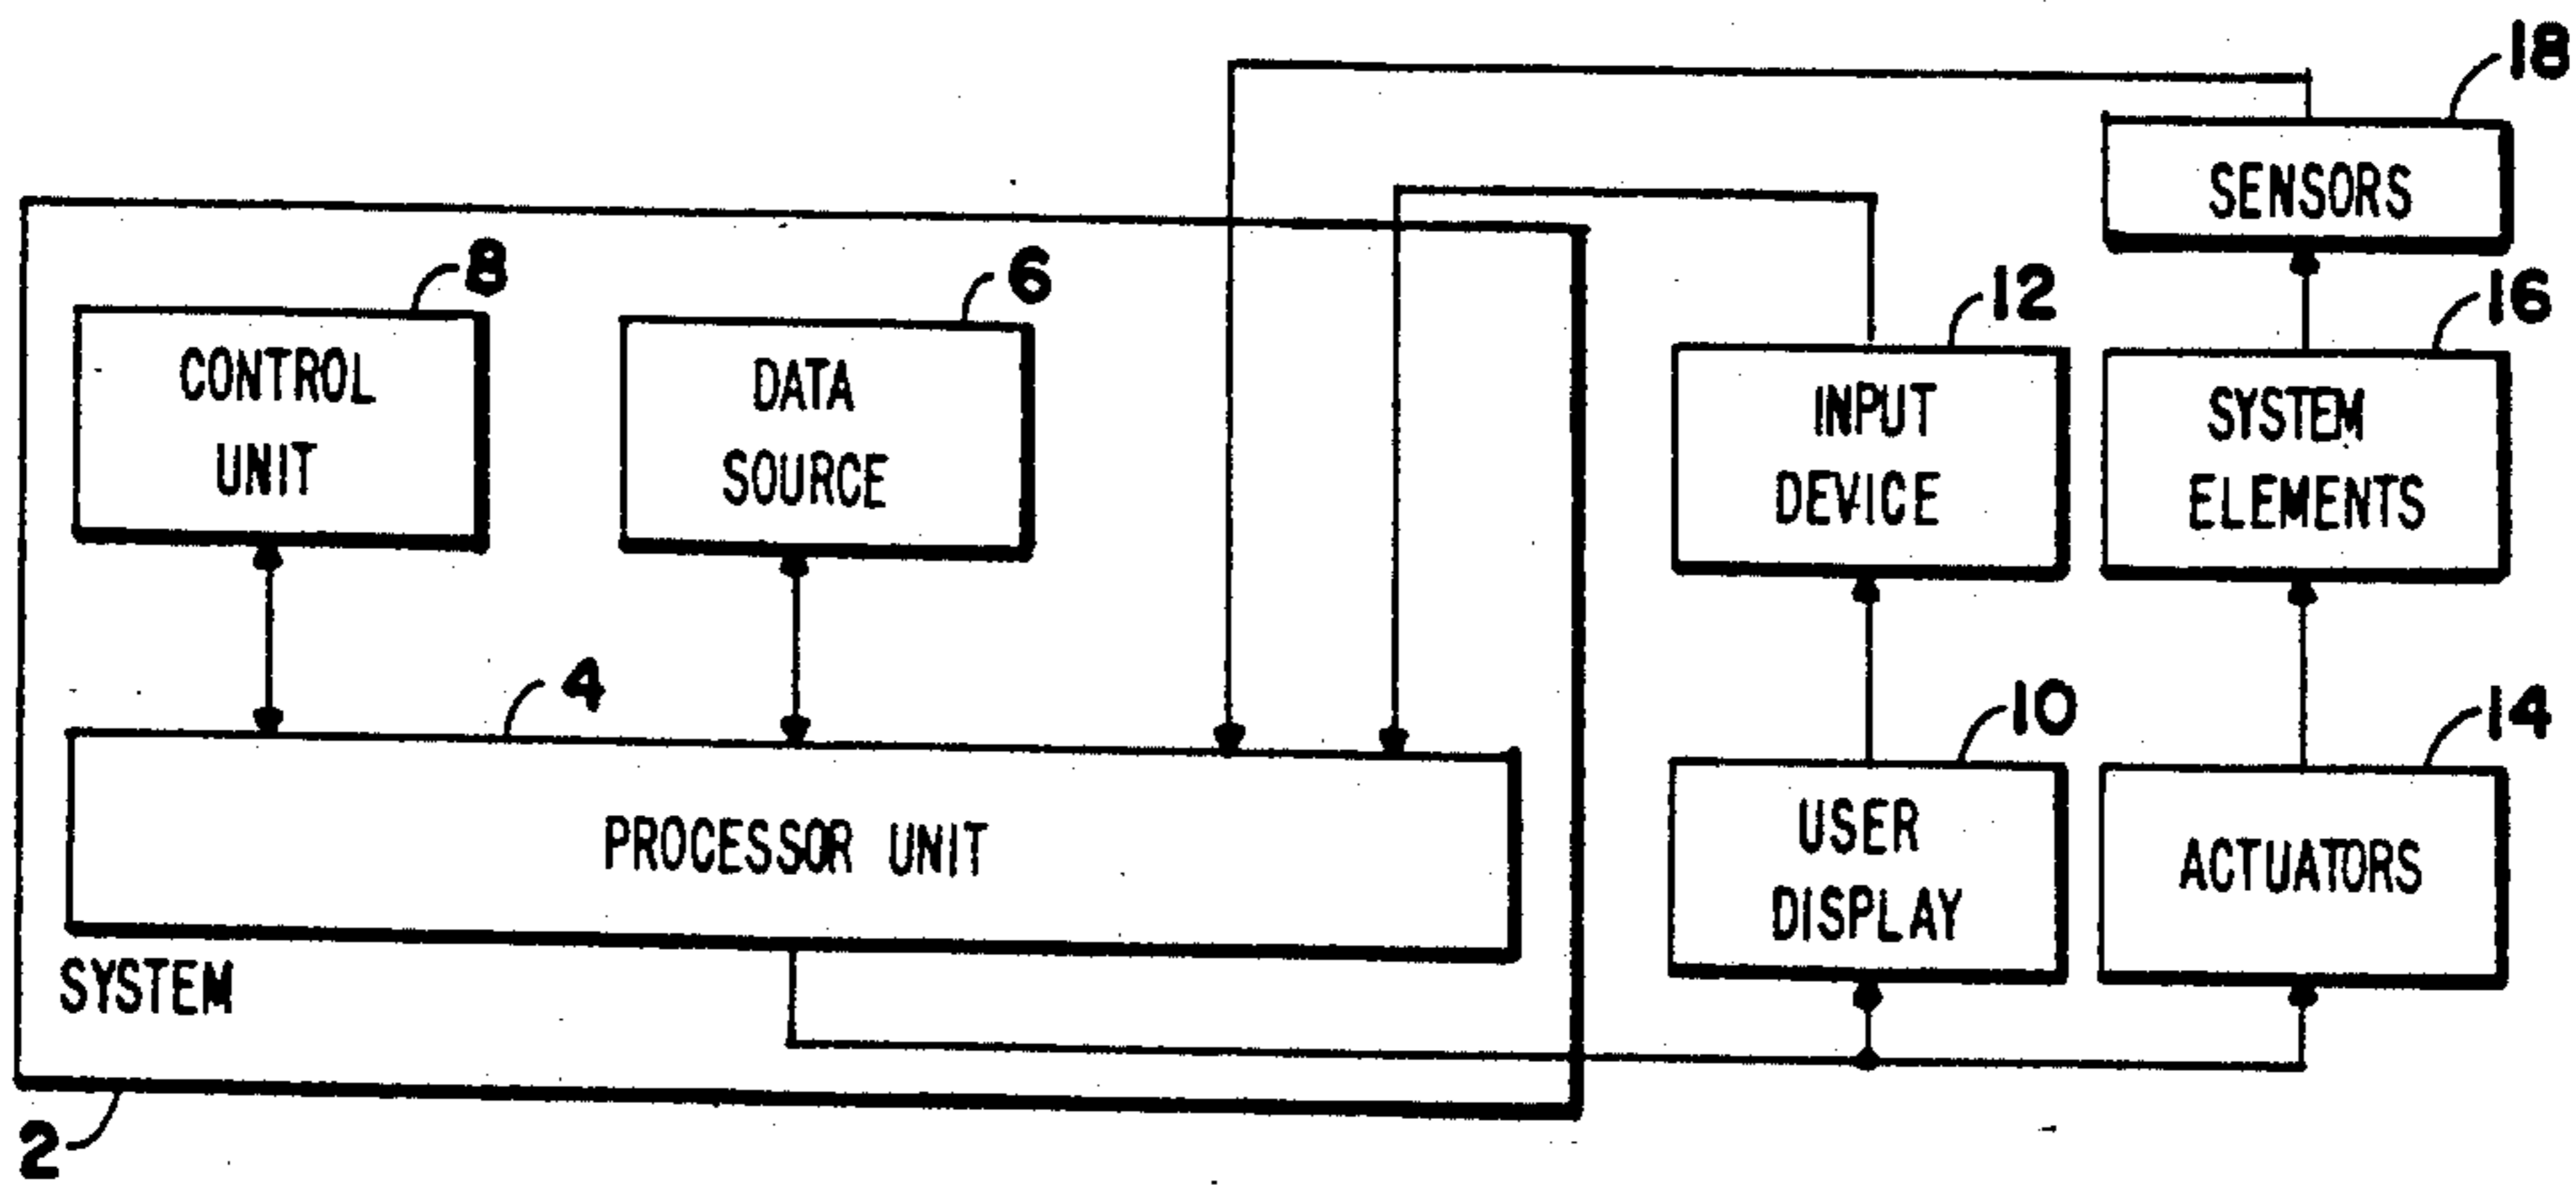 18
SENSORS
8
CONTROL
UNIT
6
DATA
SOURCE
12
INPUT
DEVICE
16
SYSTEM
ELEMENTS
4
PROCESSOR UNIT
10
USER
DISPLAY
14
ACTUATORS
SYSTEM
2